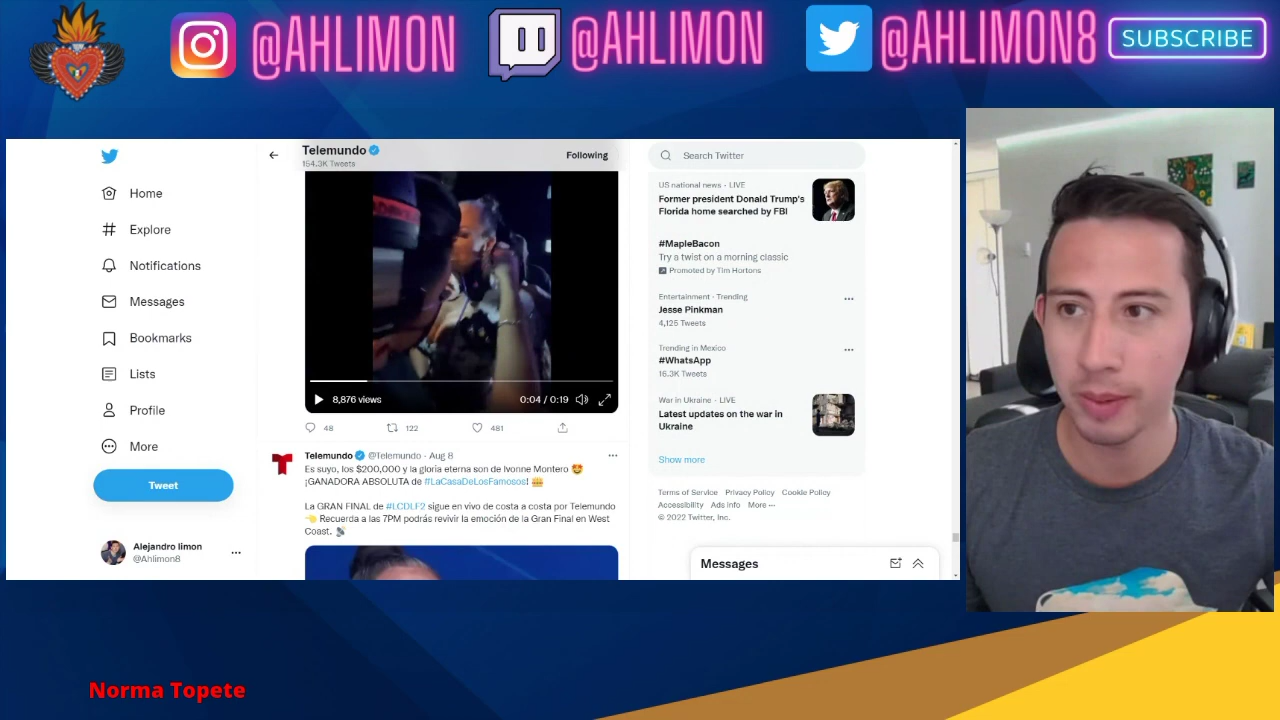 @AHLIMON
@AHLIMON
@AHLIMON8
SUBSCRIBE
Telemundo
154.3K Tweets
Following
Search Twitter
Home
Explore
Notifications
Messages
Bookmarks
Lists
Profile
More
Tweet
Alejandro limon
@Ahlimon8
8,876 views
0:04 / 0:19
48
122
481
Telemundo @Telemundo · Aug 8
Es suyo, los $200,000 y la gloria eterna son de Ivonne Montero 🤩
¡GANADORA ABSOLUTA de #LaCasaDeLosFamosos!
La GRAN FINAL de #LCDLF2 sigue en vivo de costa a costa por Telemundo
👈 Recuerda a las 7PM podrás revivir la emoción de la Gran Final en West
Coast. 📡
US national news · LIVE
Former president Donald Trump's
Florida home searched by FBI
#MapleBacon
Try a twist on a morning classic
Promoted by Tim Hortons
Entertainment · Trending
Jesse Pinkman
4,125 Tweets
Trending in Mexico
#WhatsApp
16.3K Tweets
War in Ukraine · LIVE
Latest updates on the war in
Ukraine
Show more
Terms of Service Privacy Policy Cookie Policy
Accessibility Ads info More ···
© 2022 Twitter, Inc.
Messages
Norma Topete